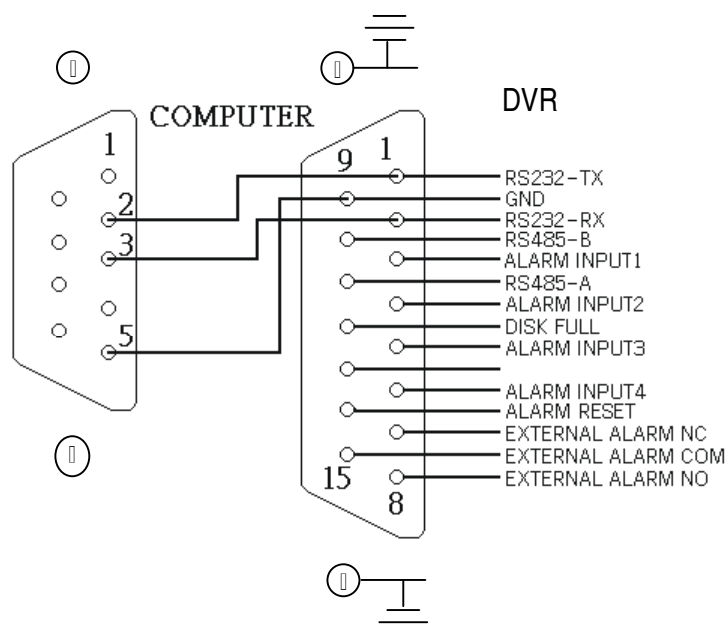 DVR
COMPUTER
1
2
3
5
9
1
15
8
RS232-TX
GND
RS232-RX
RS485-B
ALARM INPUT1
RS485-A
ALARM INPUT2
DISK FULL
ALARM INPUT3
ALARM INPUT4
ALARM RESET
EXTERNAL ALARM NC
EXTERNAL ALARM COM
EXTERNAL ALARM NO